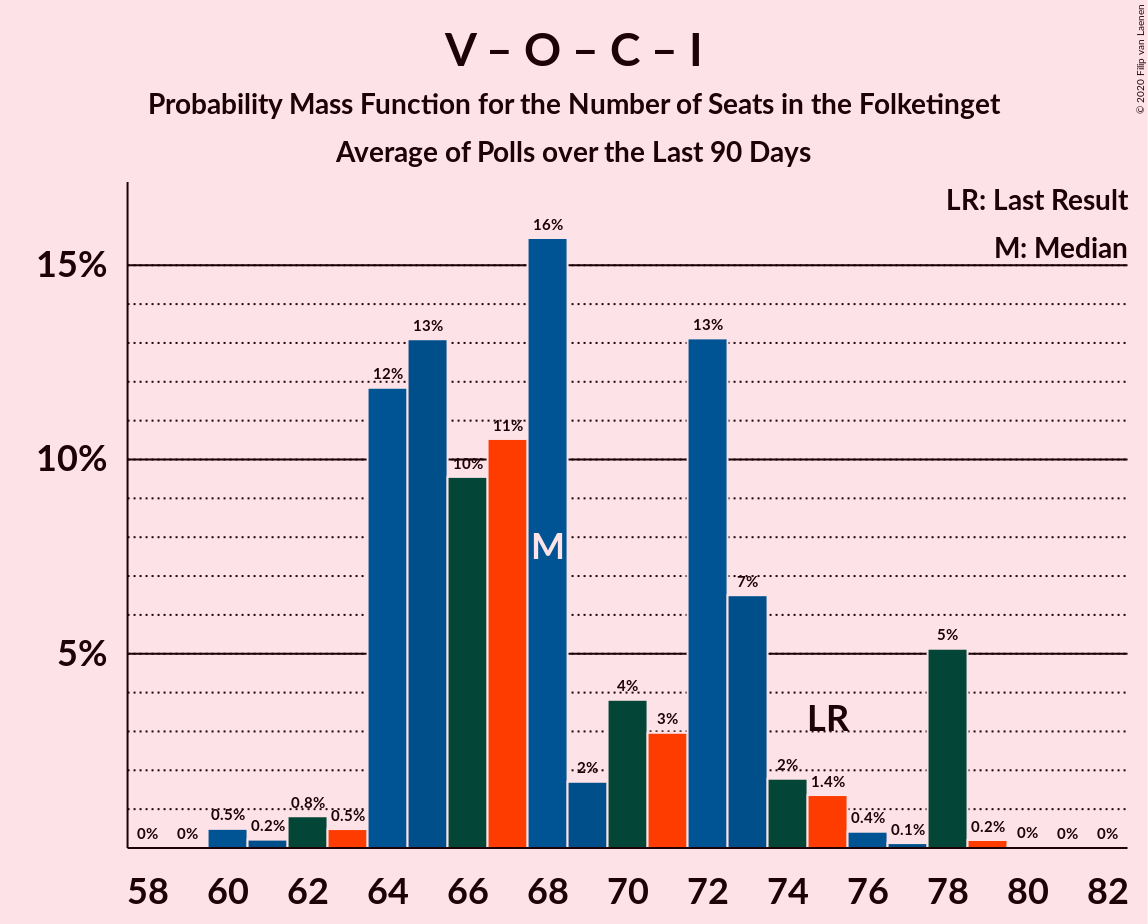 V – O – C – I
Probability Mass Function for the Number of Seats in the Folketinget
Average of Polls over the Last 90 Days
© 2020 Filip van Laenen
LR: Last Result
M: Median
15%
10%
5%
0% 0% 0.5% 0.2% 0.8% 0.5% 12% 13% 10% 11% 16% 2% 4% 3% 13% 7% 2% 1.4% 0.4% 0.1% 5% 0.2% 0% 0% 0%
M
LR
58 60 62 64 66 68 70 72 74 76 78 80 82